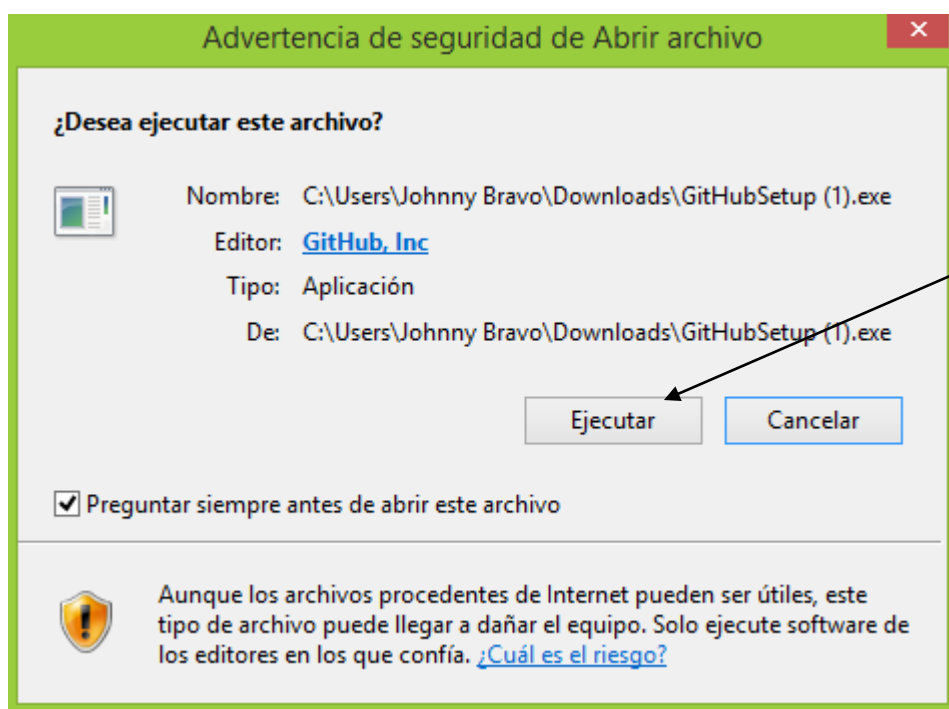 Advertencia de seguridad de Abrir archivo
¿Desea ejecutar este archivo?
Nombre: C:\Users\Johnny Bravo\Downloads\GitHubSetup (1).exe
Editor: GitHub, Inc
Tipo: Aplicación
De: C:\Users\Johnny Bravo\Downloads\GitHubSetup (1).exe
Ejecutar Cancelar
Preguntar siempre antes de abrir este archivo
Aunque los archivos procedentes de Internet pueden ser útiles, este
tipo de archivo puede llegar a dañar el equipo. Solo ejecute software de
los editores en los que confía. ¿Cuál es el riesgo?